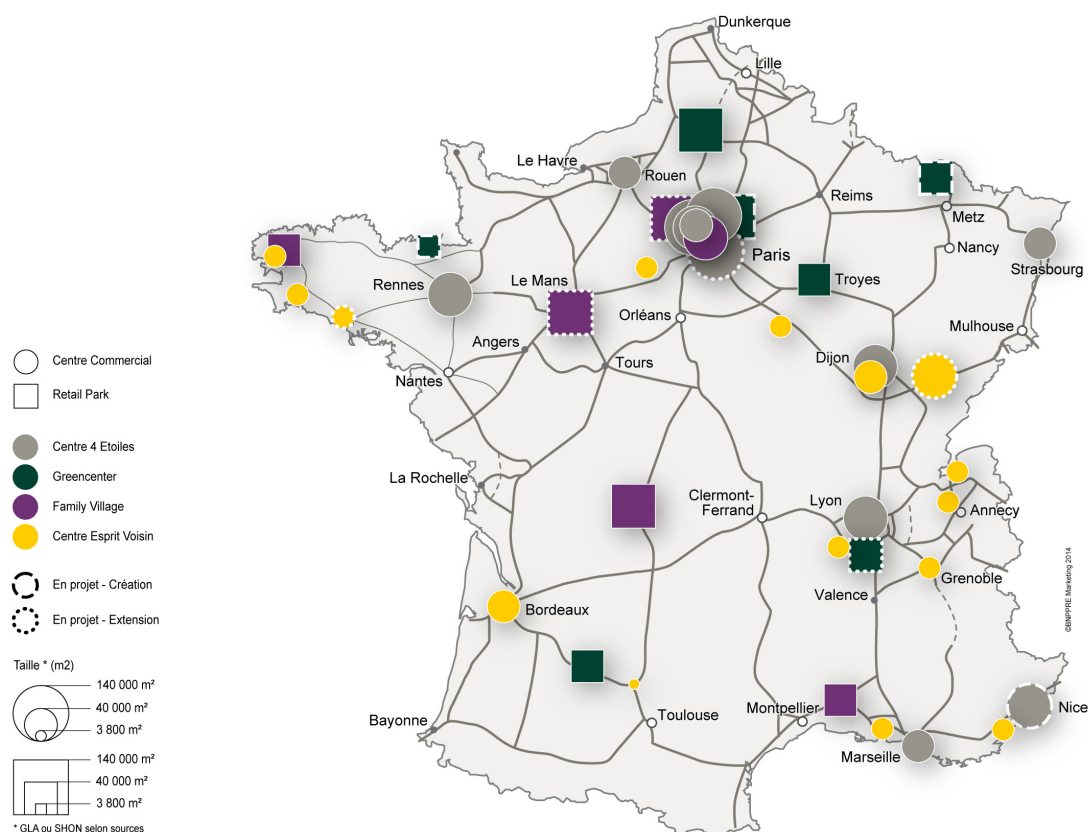 Dunkerque
Lille
Le Havre
Rouen
Reims
Metz
Nancy
Strasbourg
Paris
Rennes
Le Mans
Troyes
Orléans
Mulhouse
Angers
Dijon
Nantes
Tours
La Rochelle
Clermont-
Ferrand
Lyon
Annecy
Grenoble
Valence
Bordeaux
Bayonne
Toulouse
Montpellier
Marseille
Nice
Centre Commercial
Retail Park
Centre 4 Etoiles
Greencenter
Family Village
Centre Esprit Voisin
En projet - Création
En projet - Extension
Taille * (m2)
140 000 m²
40 000 m²
3 800 m²
140 000 m²
40 000 m²
3 800 m²
* GLA ou SHON selon sources
©BNPPRE Marketing 2014